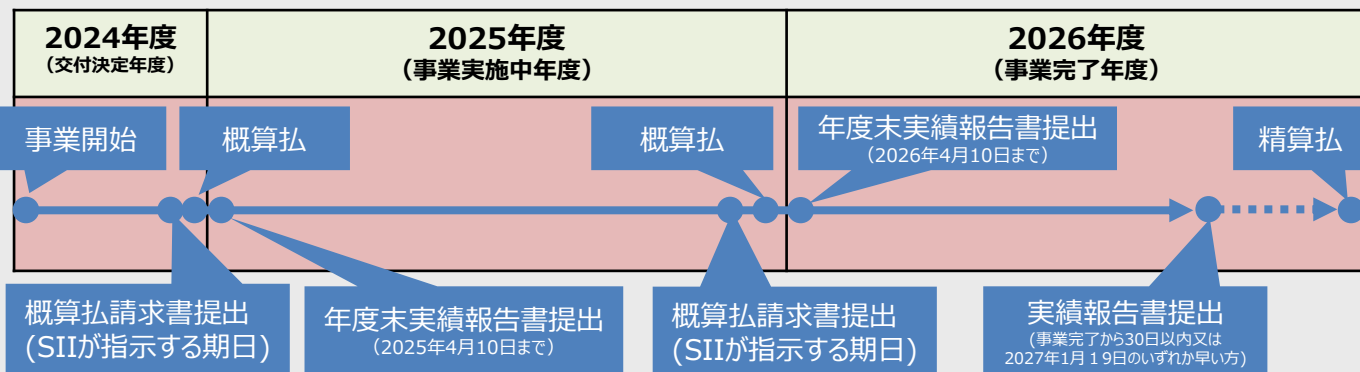 2024年度
(交付決定年度)
2025年度
(事業実施中年度)
2026年度
(事業完了年度)
事業開始
概算払
概算払
年度末実績報告書提出
(2026年4月10日まで)
精算払
概算払請求書提出
(SIIが指示する期日)
年度末実績報告書提出
(2025年4月10日まで)
概算払請求書提出
(SIIが指示する期日)
実績報告書提出
(事業完了から30日以内又は
2027年1月19日のいずれか早い方)